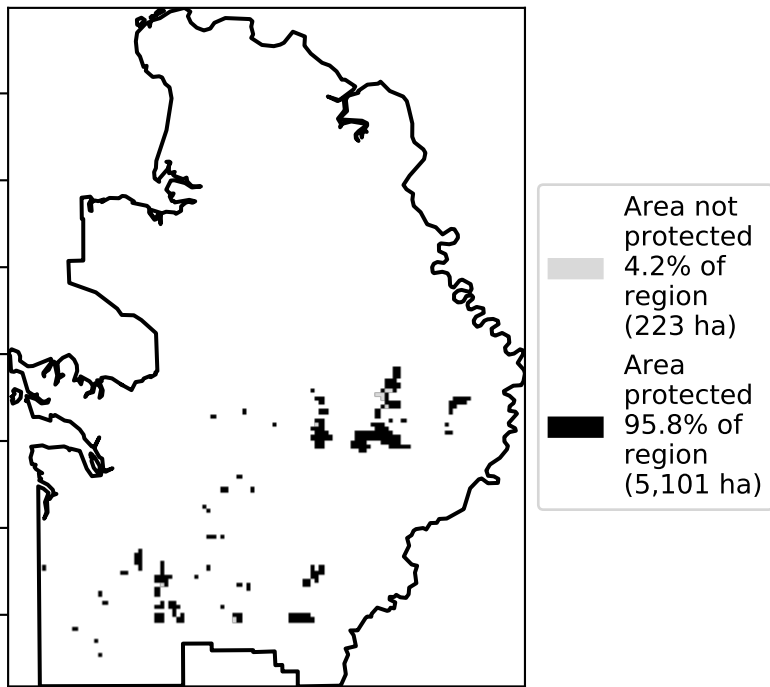 Area not
protected
4.2% of
region
(223 ha)
Area
protected
95.8% of
region
(5,101 ha)